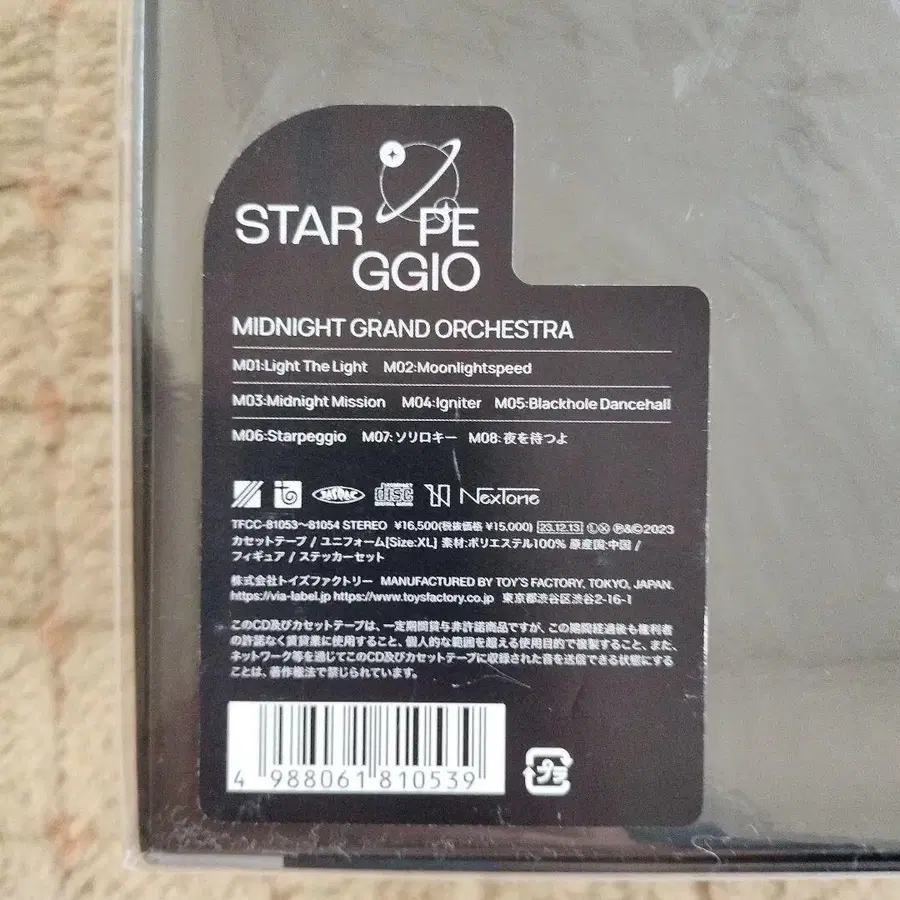 STAR PE
GGIO
MIDNIGHT GRAND ORCHESTRA
M01:Light The Light M02:Moonlightspeed
M03:Midnight Mission M04:Igniter M05:Blackhole Dancehall
M06:Starpeggio M07:ソリロキー M08:夜を待つよ
JASRAC COMPACT disc DIGITAL AUDIO NexTone
TFCC-81053～81054 STEREO ¥16,500(税抜価格 ¥15,000) 23.12.13 Ⓛ Ⓧ Ⓟ&©2023
カセットテープ / ユニフォーム[Size:XL] 素材:ポリエステル100% 原産国:中国 /
フィギュア / ステッカーセット
株式会社トイズファクトリー MANUFACTURED BY TOY'S FACTORY, TOKYO, JAPAN.
https://via-label.jp https://www.toysfactory.co.jp 東京都渋谷区渋谷2-16-1
このCD及びカセットテープは、一定期間貸与非許諾商品ですが、この期間経過後も権利者
の許諾なく賃貸業に使用すること、個人的な範囲を超える使用目的で複製すること、また、
ネットワーク等を通じてこのCD及びカセットテープに収録された音を送信できる状態にする
ことは、著作権法で禁じられています。
4 988061 810539
プラ